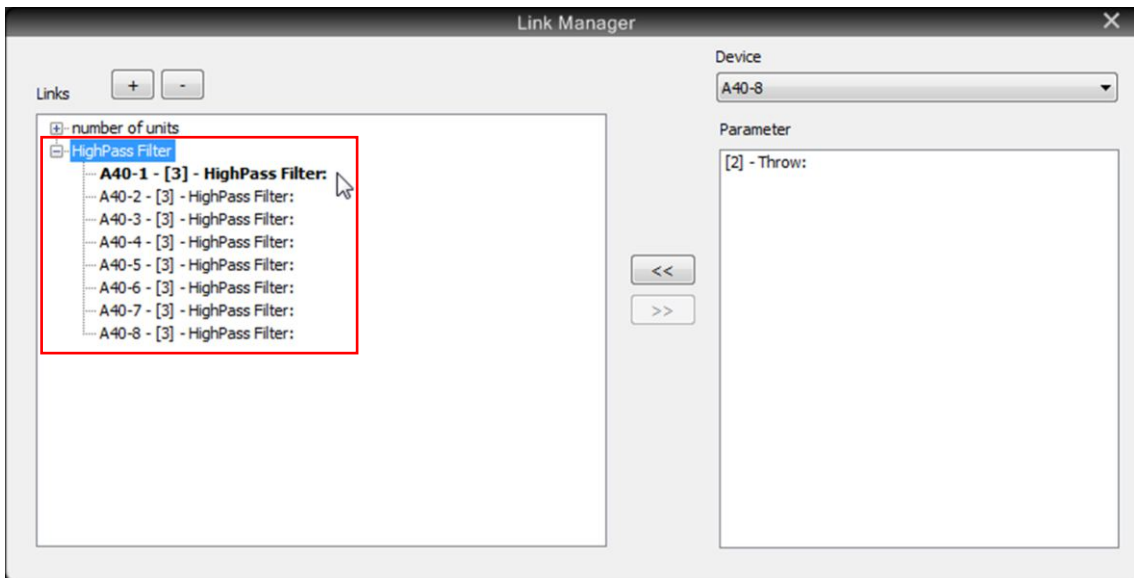 Link Manager
Links
+
-
number of units
HighPass Filter
A40-1 - [3] - HighPass Filter:
A40-2 - [3] - HighPass Filter:
A40-3 - [3] - HighPass Filter:
A40-4 - [3] - HighPass Filter:
A40-5 - [3] - HighPass Filter:
A40-6 - [3] - HighPass Filter:
A40-7 - [3] - HighPass Filter:
A40-8 - [3] - HighPass Filter:
<<
>>
Device
A40-8
Parameter
[2] - Throw: